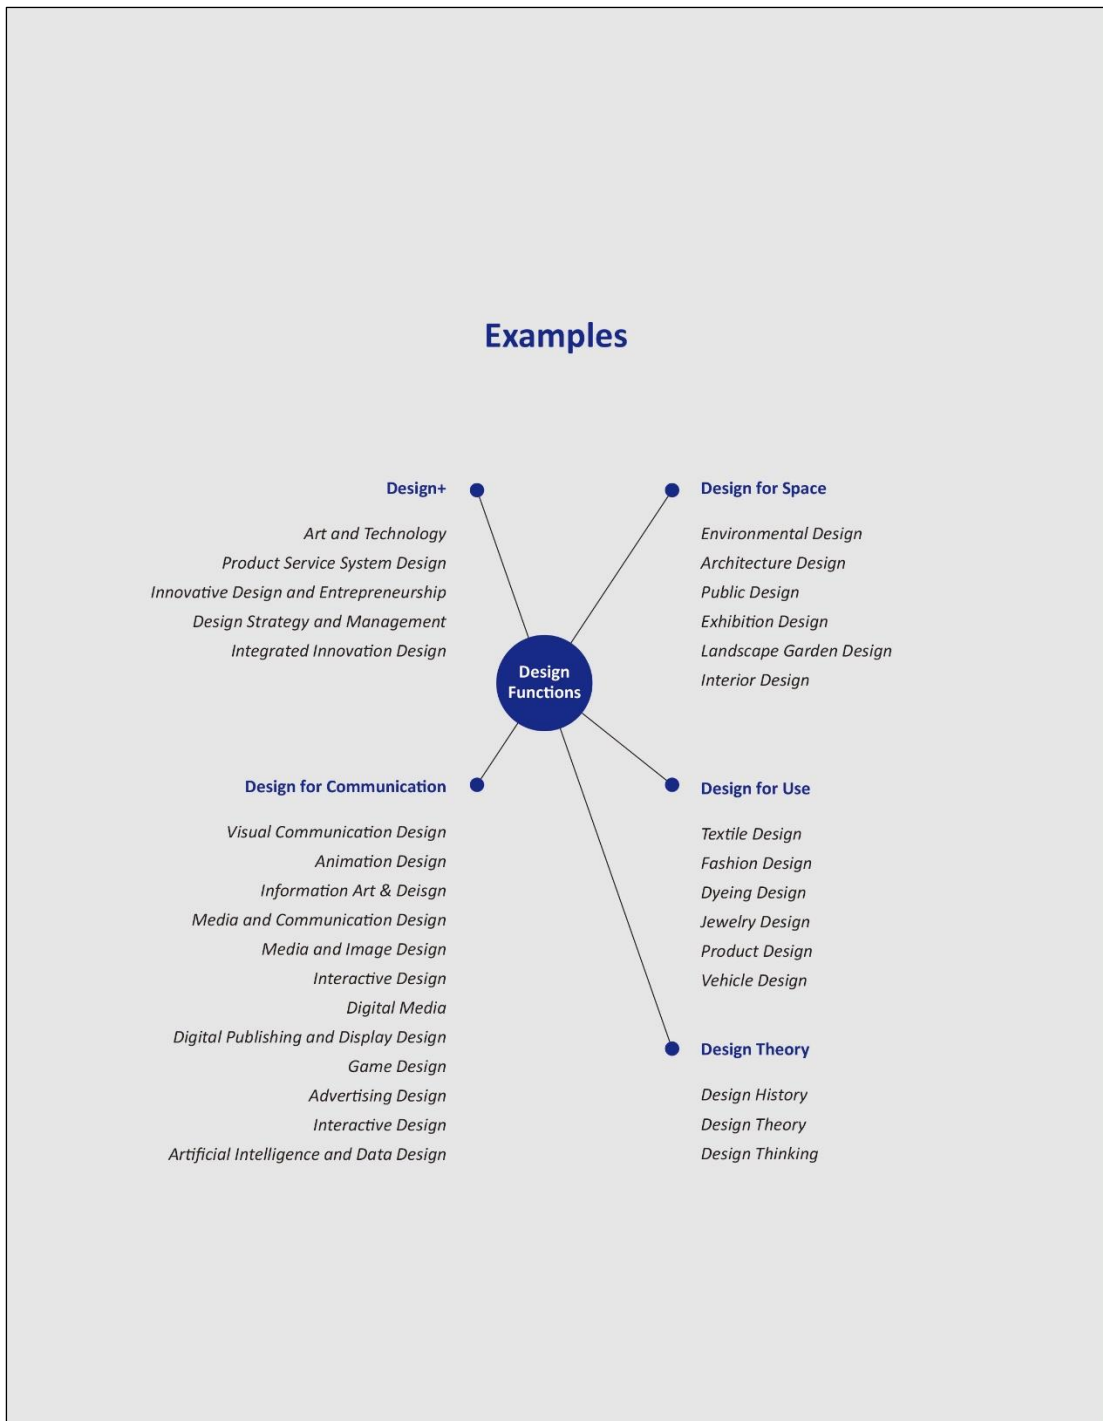 Examples
Design+
Art and Technology
Product Service System Design
Innovative Design and Entrepreneurship
Design Strategy and Management
Integrated Innovation Design
Design for Space
Environmental Design
Architecture Design
Public Design
Exhibition Design
Landscape Garden Design
Interior Design
Design
Functions
Design for Communication
Visual Communication Design
Animation Design
Information Art & Deisgn
Media and Communication Design
Media and Image Design
Interactive Design
Digital Media
Digital Publishing and Display Design
Game Design
Advertising Design
Interactive Design
Artificial Intelligence and Data Design
Design for Use
Textile Design
Fashion Design
Dyeing Design
Jewelry Design
Product Design
Vehicle Design
Design Theory
Design History
Design Theory
Design Thinking